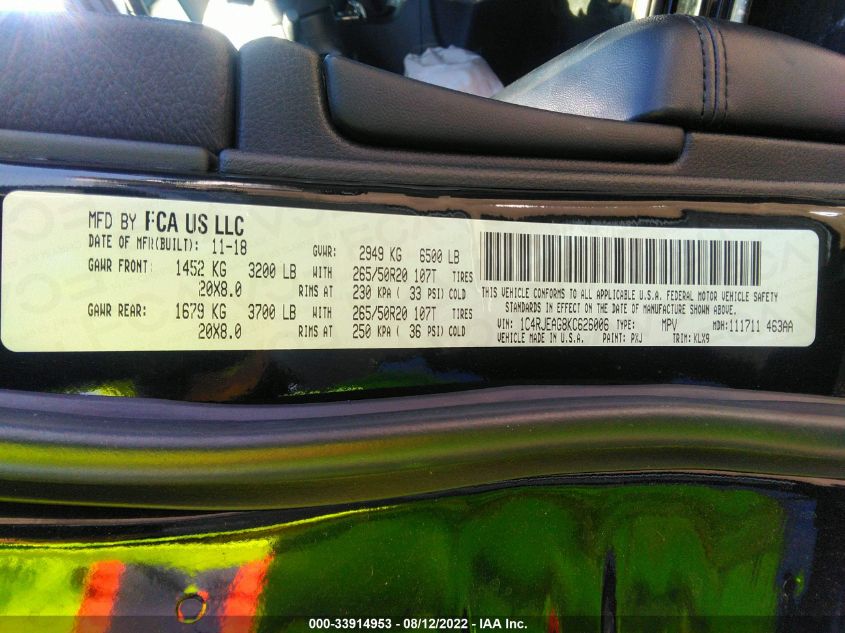 MFD BY FCA US LLC
DATE OF MFR(BUILT): 11-18 GVWR: 2949 KG 6500 LB
GAWR FRONT: 1452 KG 3200 LB WITH 265/50R20 107T TIRES
20X8.0 RIMS AT 230 KPA ( 33 PSI) COLD
GAWR REAR: 1679 KG 3700 LB WITH 265/50R20 107T TIRES
20X8.0 RIMS AT 250 KPA ( 36 PSI) COLD
THIS VEHICLE CONFORMS TO ALL APPLICABLE U.S.A. FEDERAL MOTOR VEHICLE SAFETY
STANDARDS IN EFFECT ON THE DATE OF MANUFACTURE SHOWN ABOVE.
VIN: 1C4RJEAG8KC626006 TYPE: MPV MDH: 111711 463AA
VEHICLE MADE IN U.S.A. PAINT: PXJ TRIM: KLX9
000-33914953 - 08/12/2022 - IAA Inc.